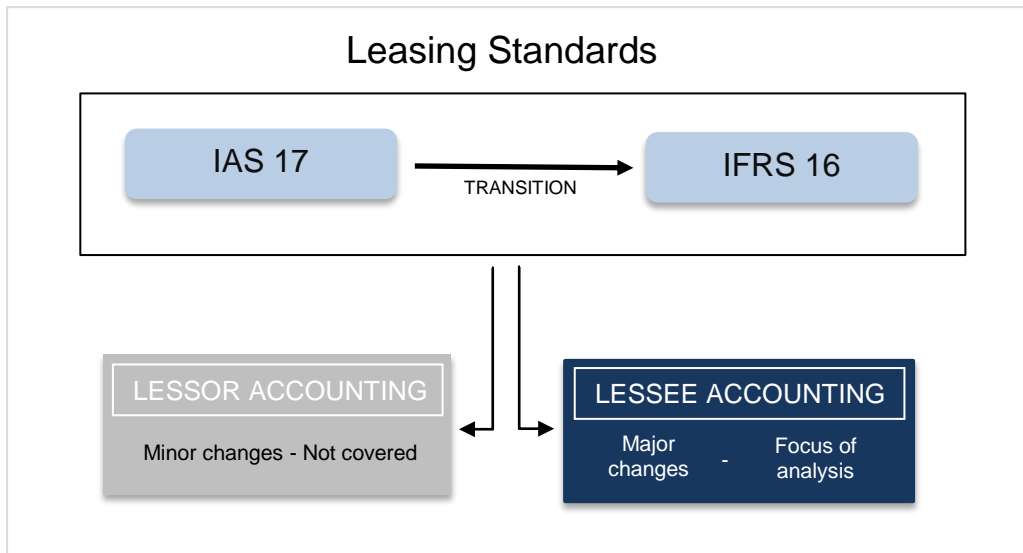 Leasing Standards
IAS 17
TRANSITION
IFRS 16
LESSOR ACCOUNTING
Minor changes - Not covered
LESSEE ACCOUNTING
Major changes - Focus of analysis